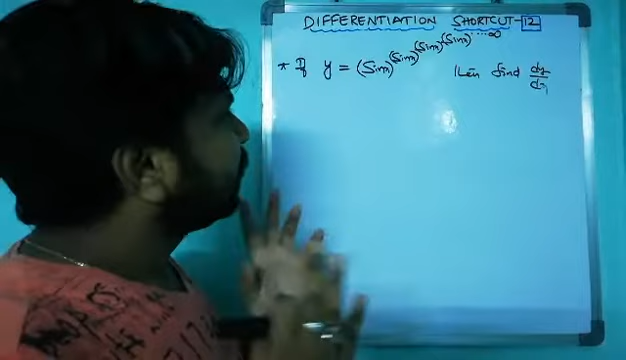 DIFFERENTIATION SHORTCUT-12
* If y = (Sinx)^(Sinx)^(Sinx)^(Sinx)^....∞ then find dy/dx